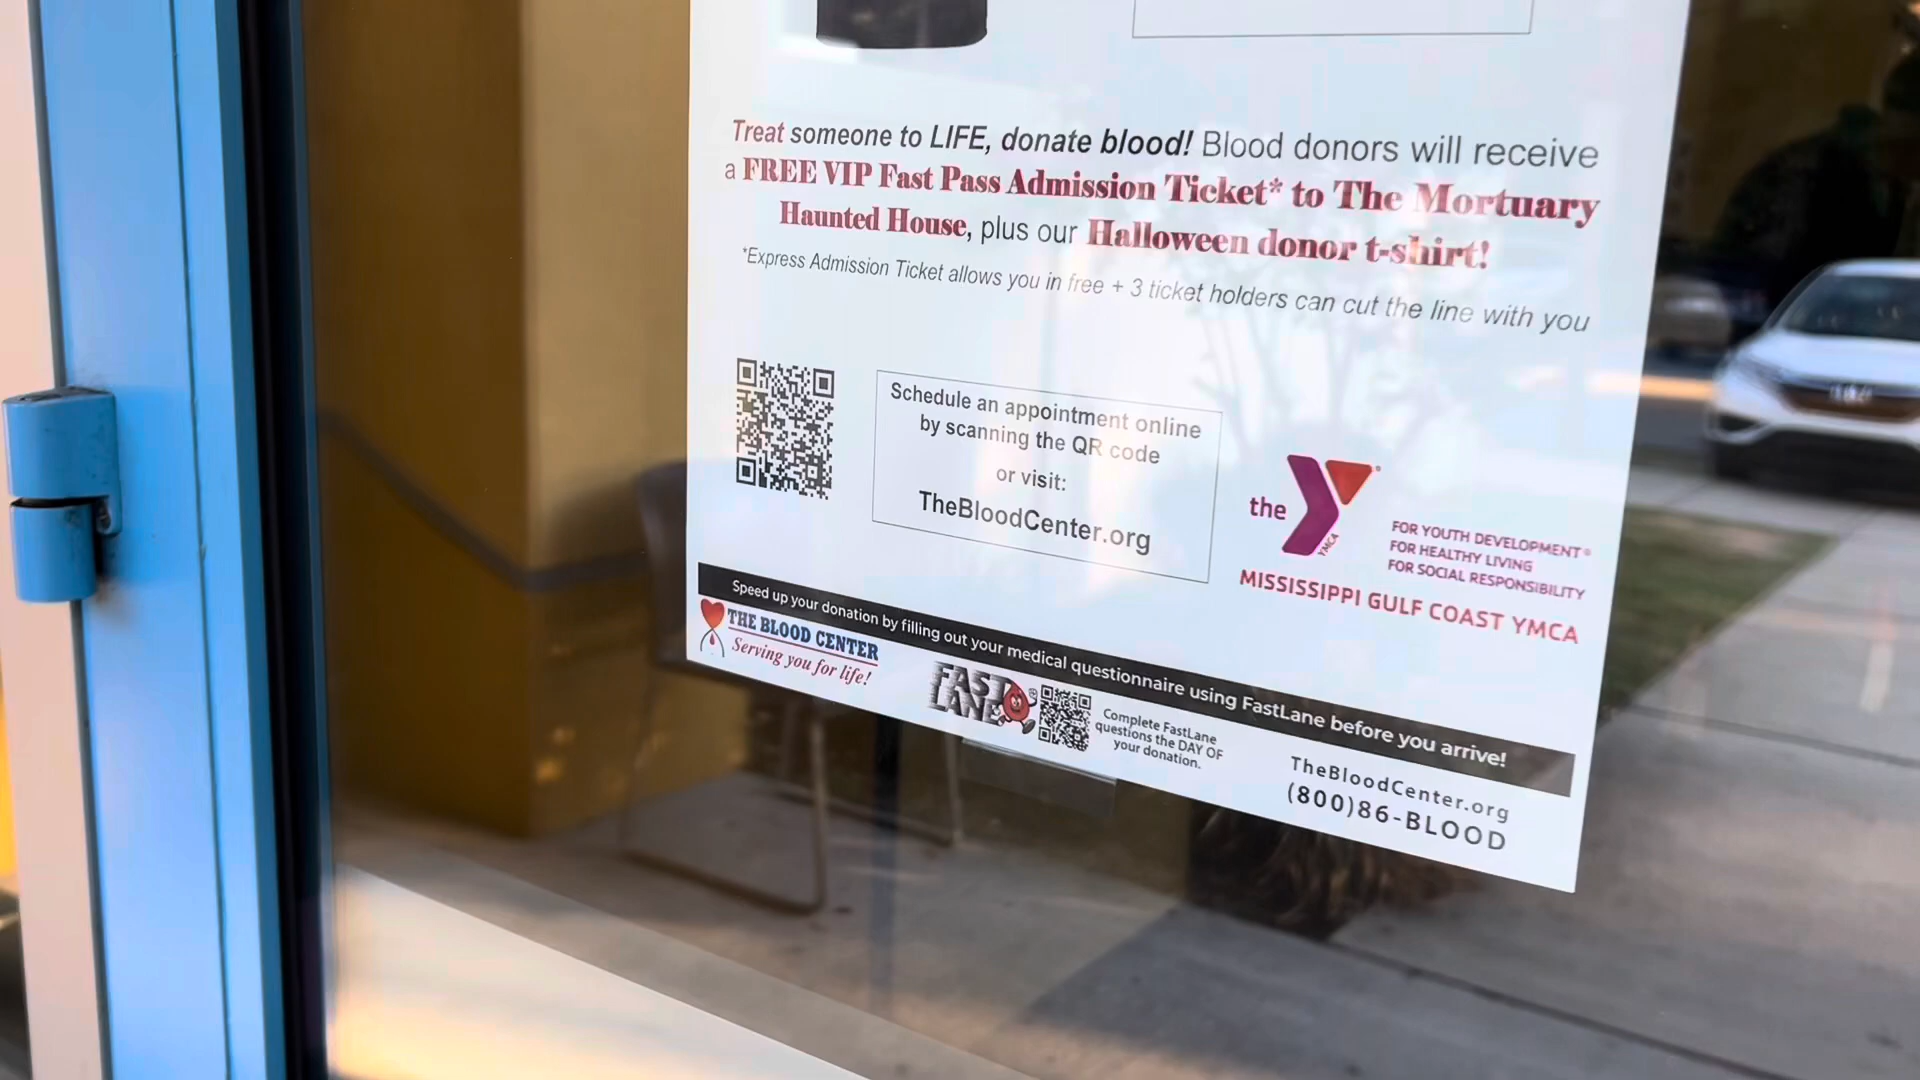 Treat someone to LIFE, donate blood! Blood donors will receive
a FREE VIP Fast Pass Admission Ticket* to The Mortuary
Haunted House, plus our Halloween donor t-shirt!
*Express Admission Ticket allows you in free + 3 ticket holders can cut the line with you
Schedule an appointment online
by scanning the QR code
or visit:
TheBloodCenter.org
the
YMCA
FOR YOUTH DEVELOPMENT®
FOR HEALTHY LIVING
FOR SOCIAL RESPONSIBILITY
MISSISSIPPI GULF COAST YMCA
Speed up your donation by filling out your medical questionnaire using FastLane before you arrive!
THE BLOOD CENTER
Serving you for life!
FAST
LANE
Complete FastLane
questions the DAY OF
your donation.
TheBloodCenter.org
(800)86-BLOOD